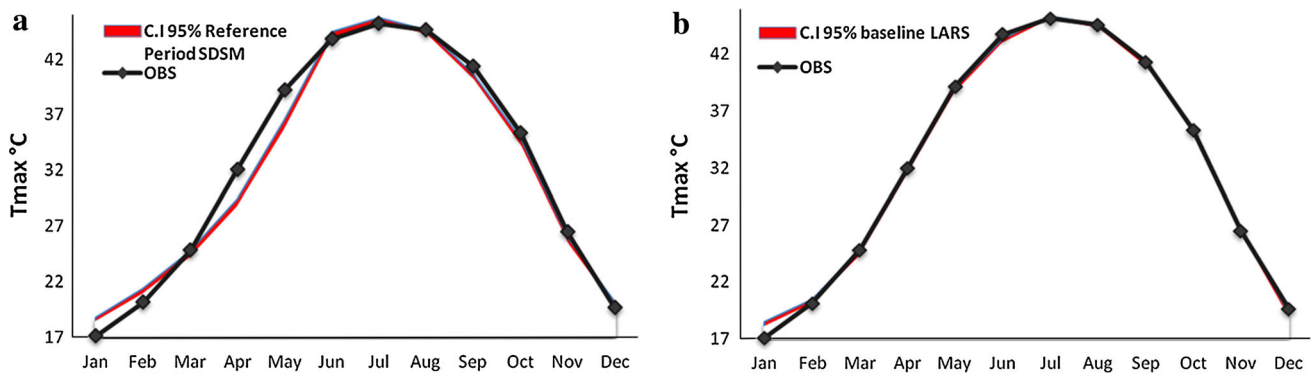 a
C.I 95% Reference
Period SDSM
OBS
Tmax °C
42
37
32
27
22
17
Jan Feb Mar Apr May Jun Jul Aug Sep Oct Nov Dec
b
C.I 95% baseline LARS
OBS
Tmax °C
42
37
32
27
22
17
Jan Feb Mar Apr May Jun Jul Aug Sep Oct Nov Dec